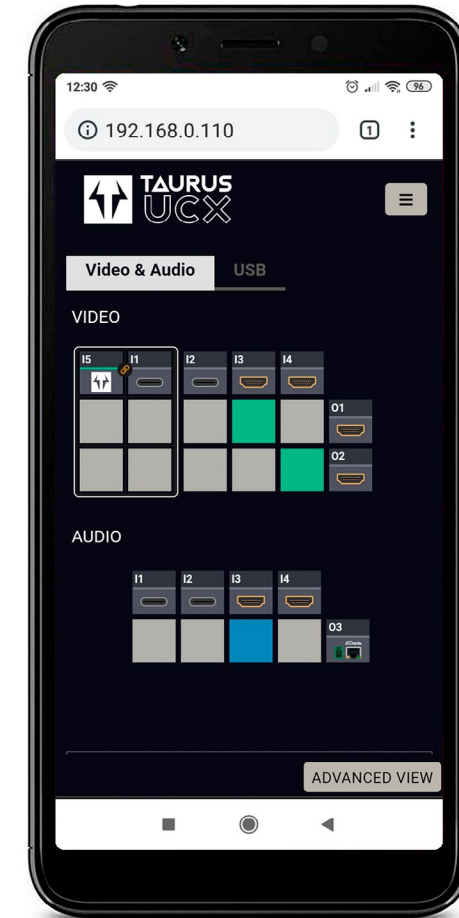 12:30
96
192.168.0.110
1
TAURUS
UCX
Video & Audio
USB
VIDEO
I5 I1 I2 I3 I4
O1
O2
AUDIO
I1 I2 I3 I4
O3
Dante
ADVANCED VIEW